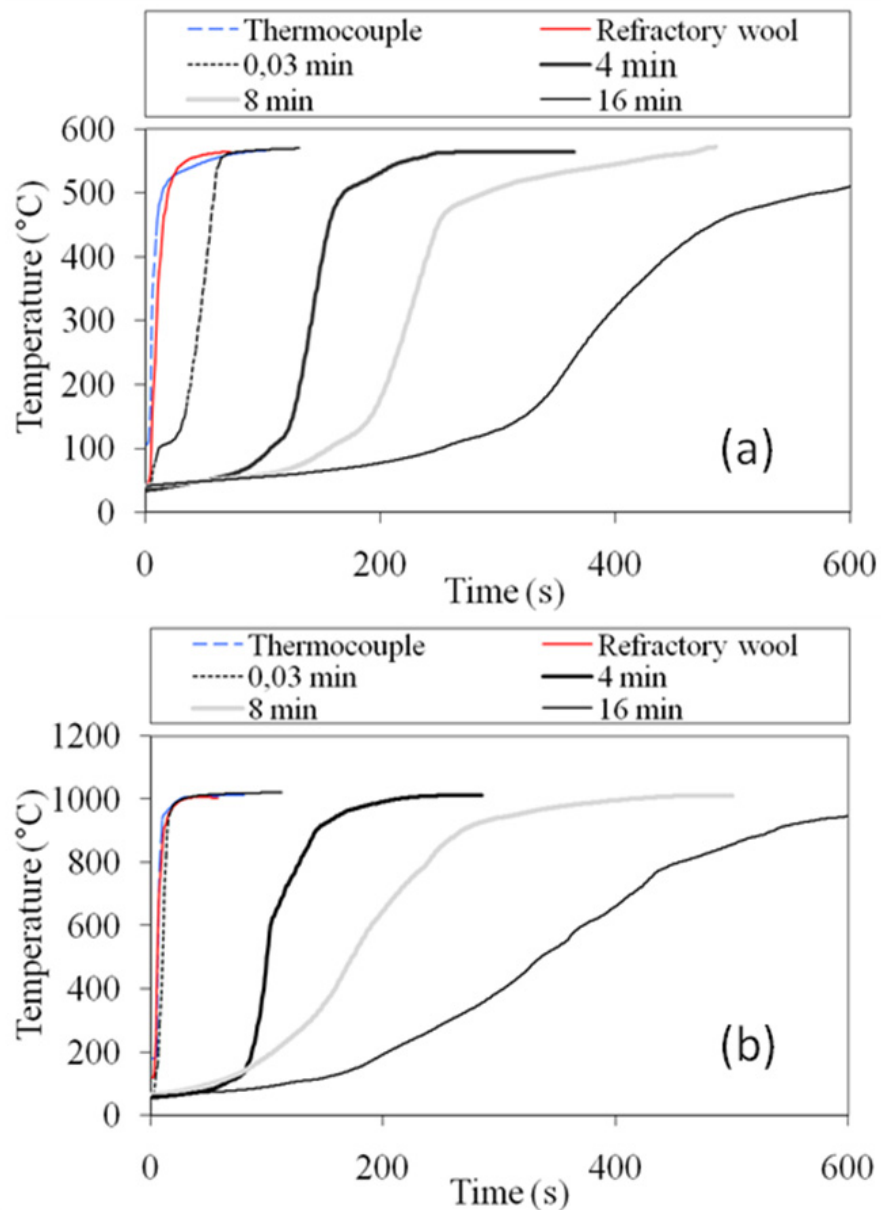 Thermocouple Refractory wool
0,03 min 4 min
8 min 16 min
600
500
400
300
200
100
0
Temperature (°C)
(a)
0 200 400 600
Time (s)
Thermocouple Refractory wool
0,03 min 4 min
8 min 16 min
1200
1000
800
600
400
200
0
Temperature (°C)
(b)
0 200 400 600
Time (s)